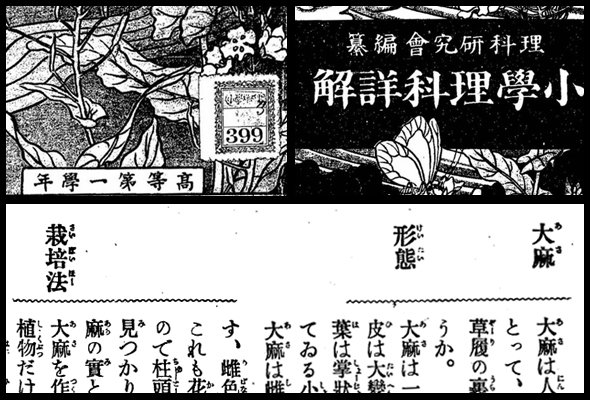 高等第一學年
399
理科研究會編纂
小學理科詳解
大麻
大麻は人
とって、
草履の裏
うか。
形態
大麻は一
皮は大變
葉は掌狀
てゐる小
大麻は雌
す、雌色
これも花
ので柱頭
見つかり
麻の實と
栽培法
大麻を作
植物だけ